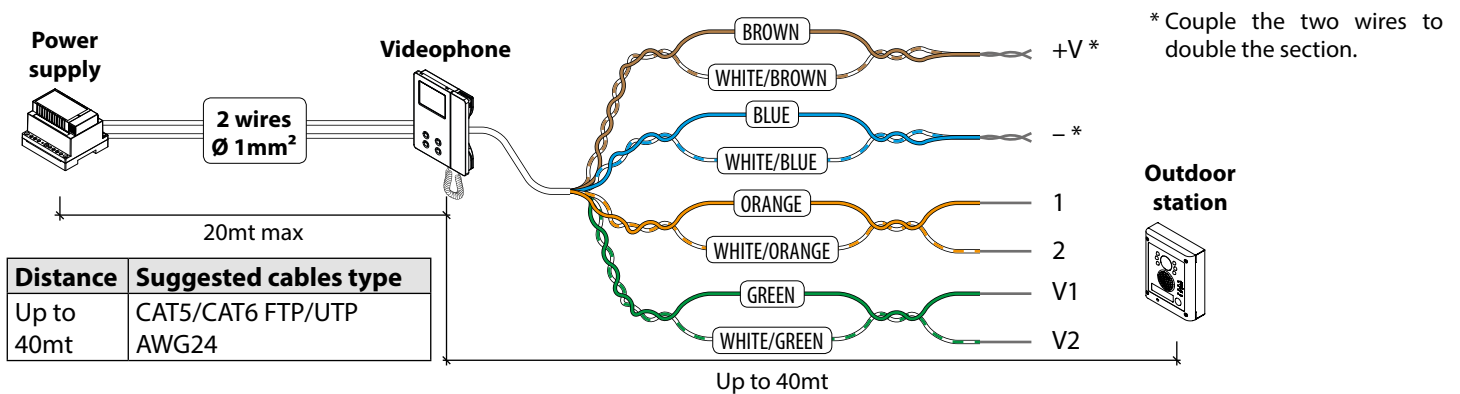 Power
supply
2 wires
Ø 1mm²
Videophone
BROWN
WHITE/BROWN
+V *
BLUE
WHITE/BLUE
– *
ORANGE
WHITE/ORANGE
1
2
GREEN
WHITE/GREEN
V1
V2
* Couple the two wires to
double the section.
Outdoor
station
20mt max
Distance Suggested cables type
Up to CAT5/CAT6 FTP/UTP
40mt AWG24
Up to 40mt